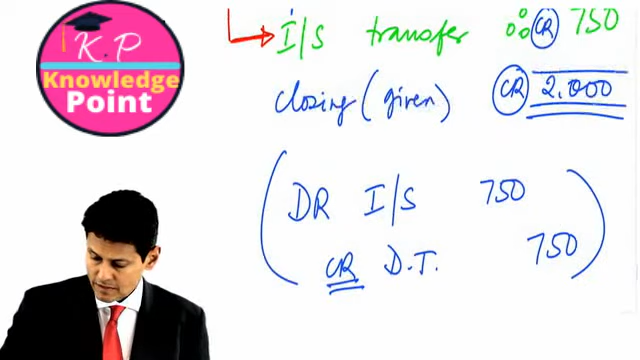 K.P
Knowledge
Point
I/S transfer ∴ CR 750
closing (given) CR 2.000
DR I/S 750
CR D.T. 750